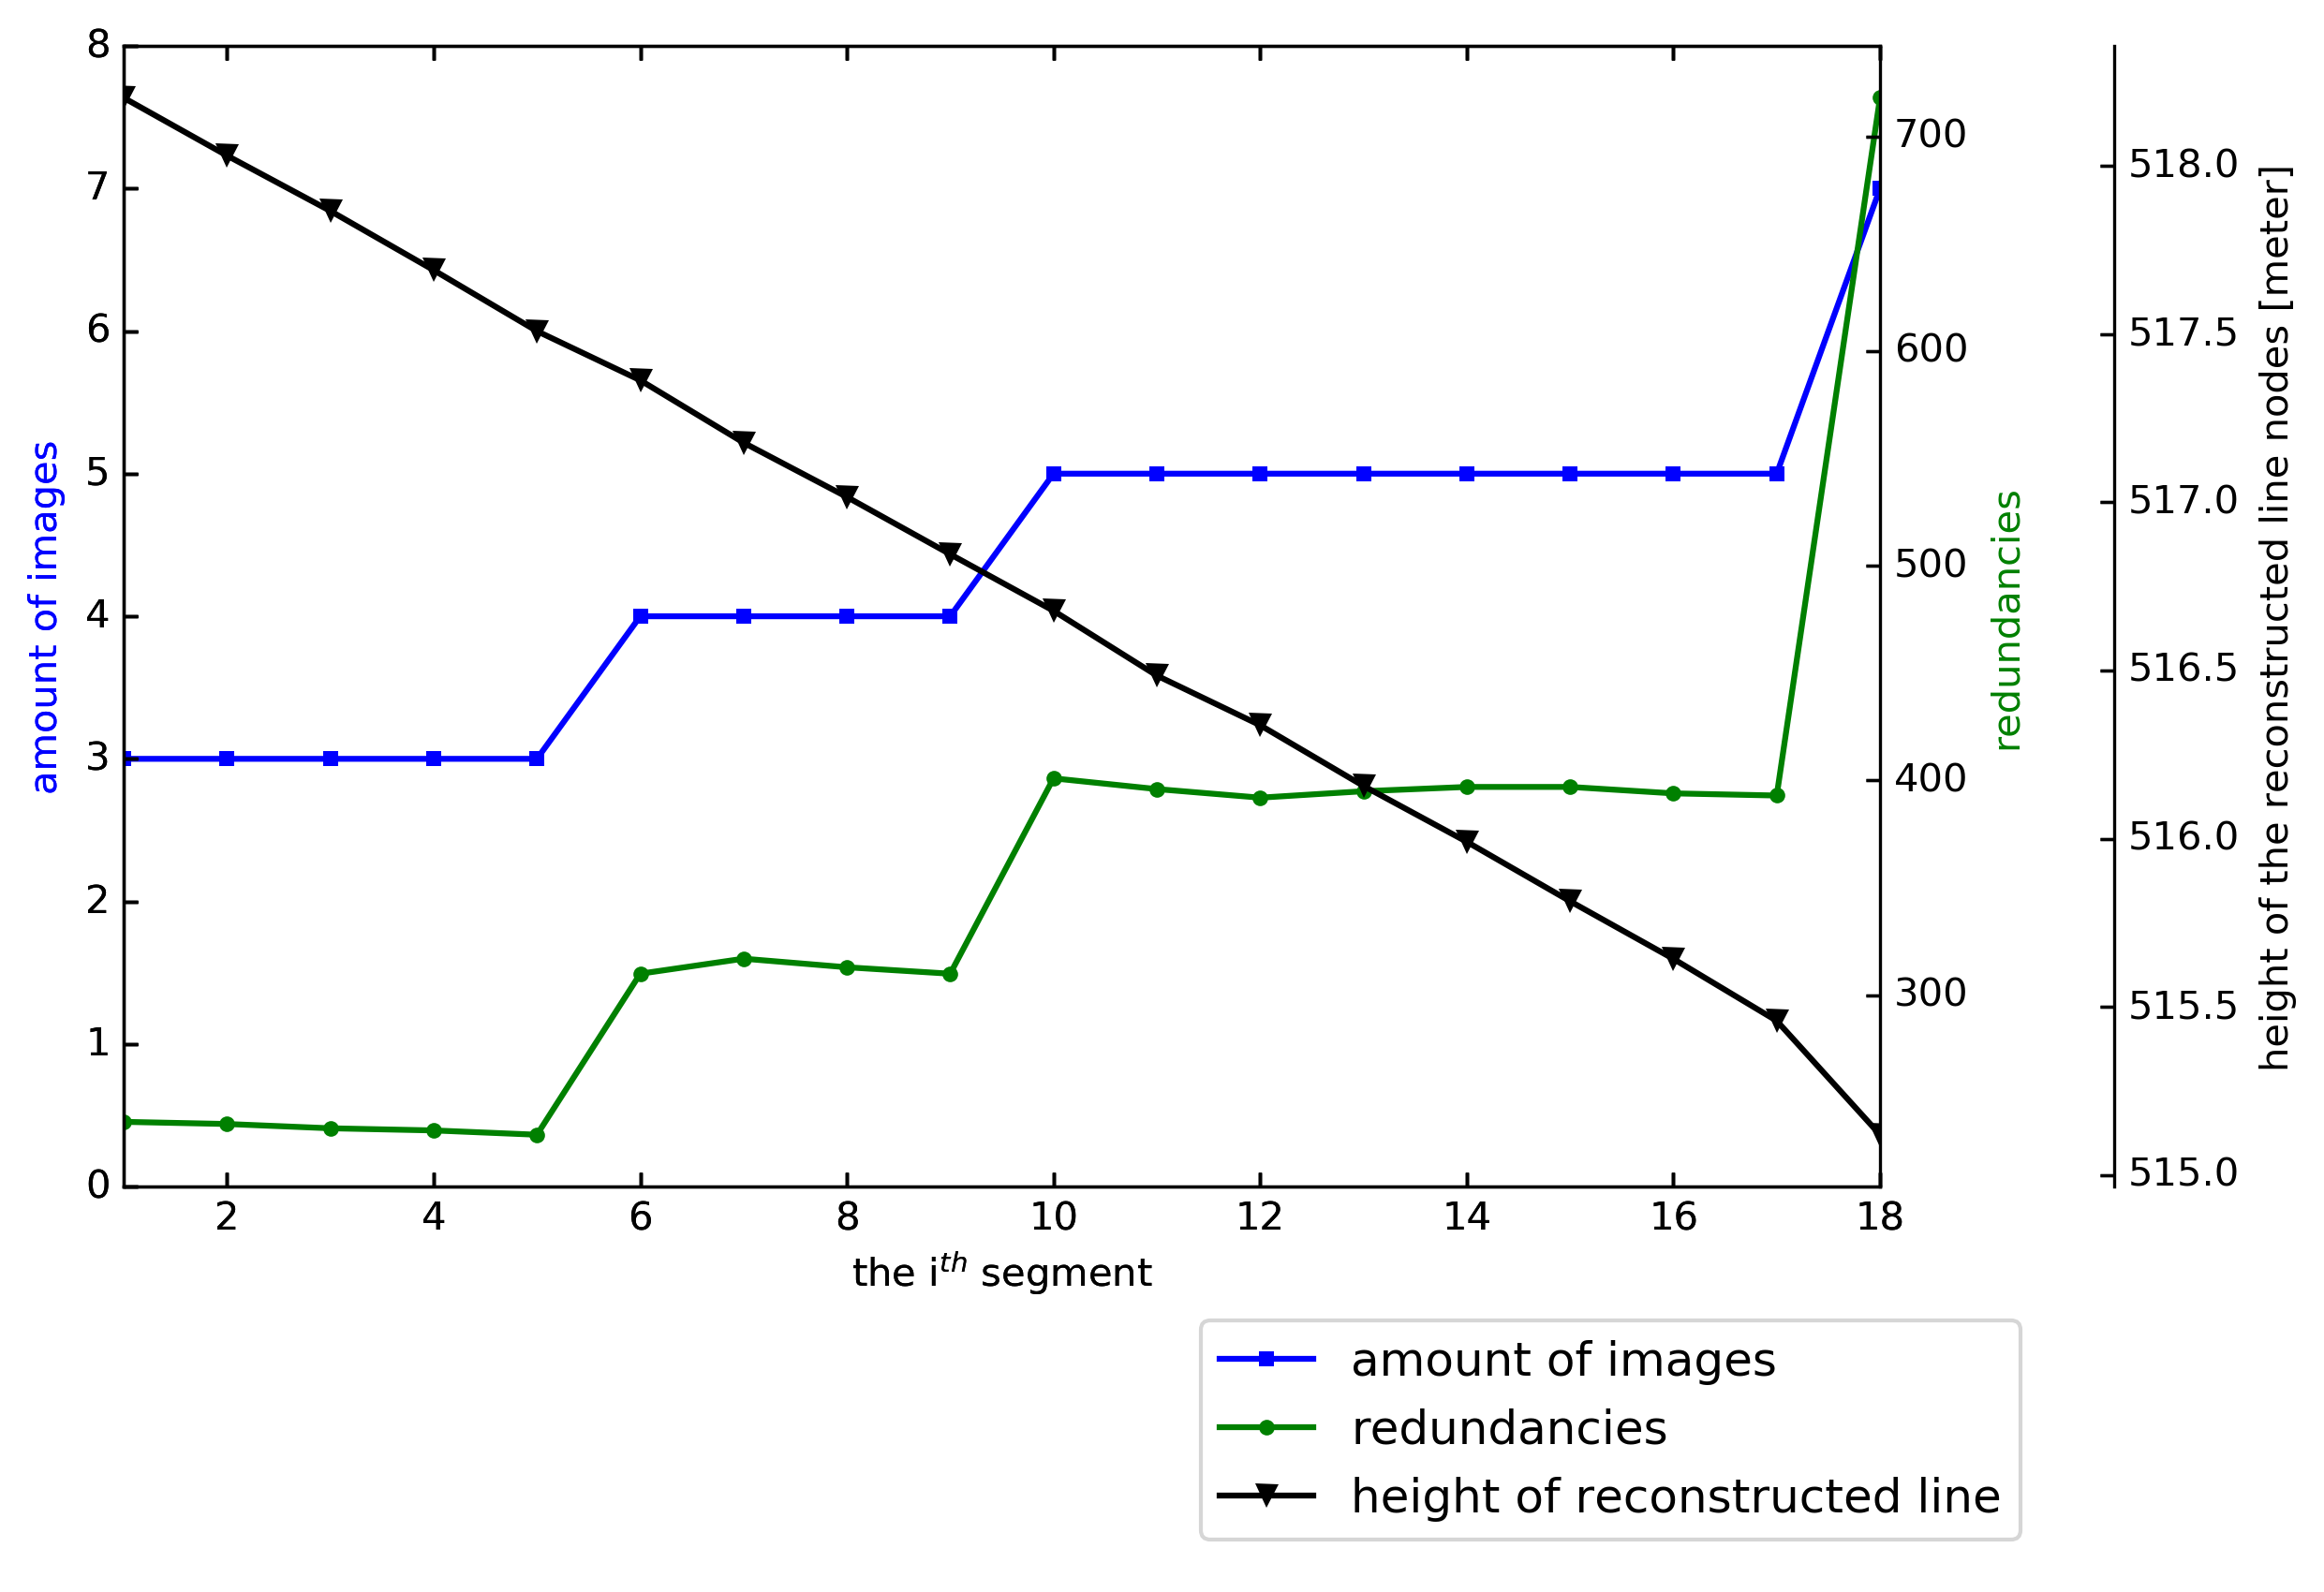 8
7
6
5
4
3
2
1
0
amount of images
2 4 6 8 10 12 14 16 18
the i^th segment
700
600
500
400
300
redundancies
518.0
517.5
517.0
516.5
516.0
515.5
515.0
height of the reconstructed line nodes [meter]
amount of images
redundancies
height of reconstructed line